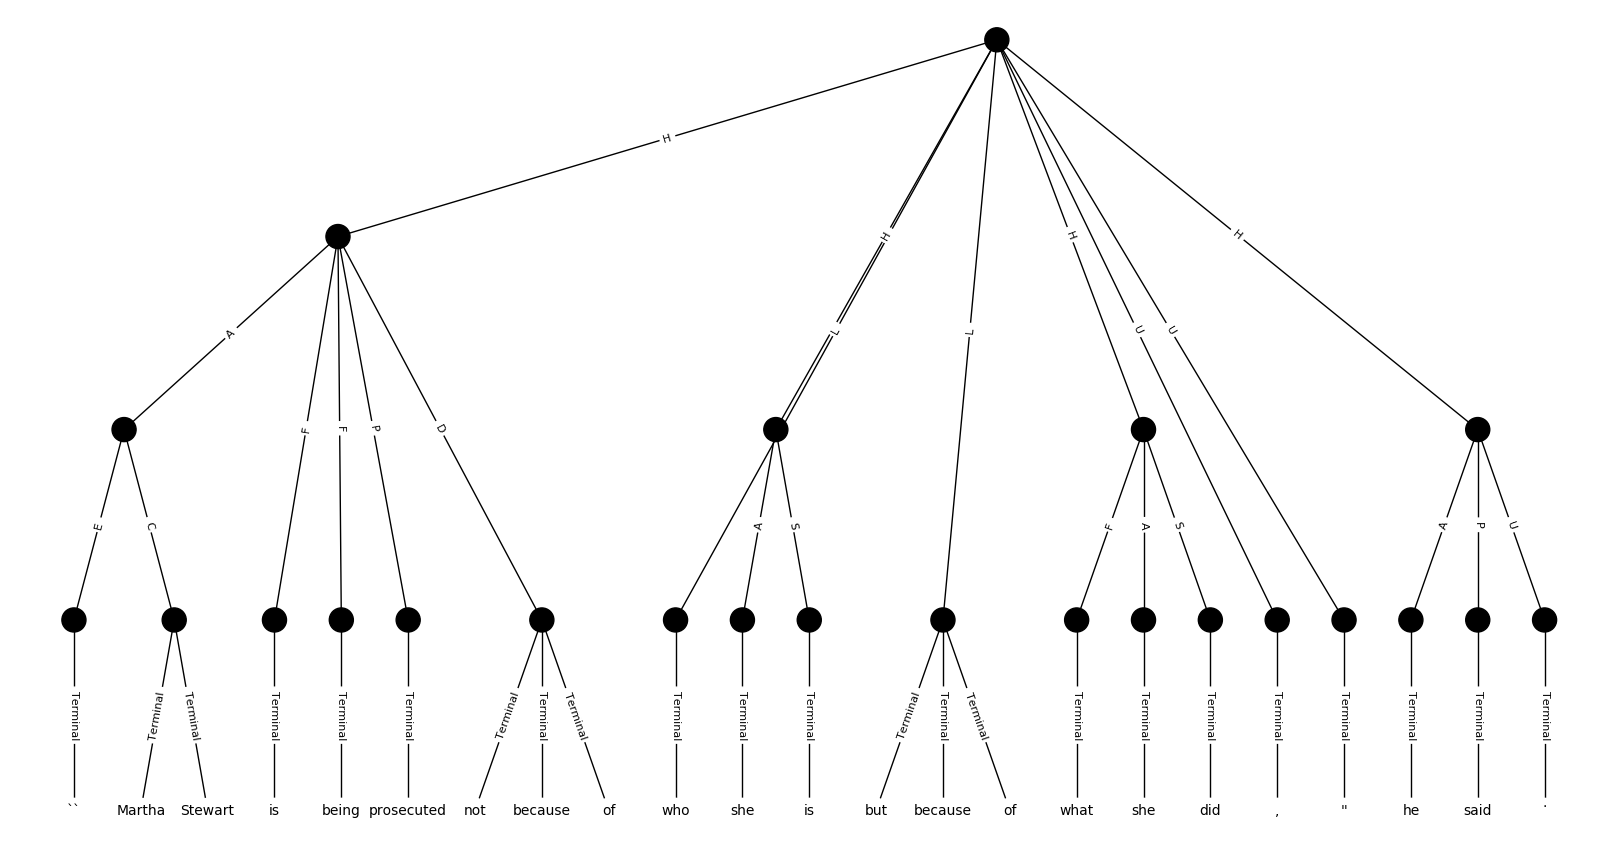 H
H
H
H
A
L
L
U
U
F
F
P
D
E
C
A
S
F
A
S
A
P
U
Terminal Terminal Terminal Terminal Terminal Terminal Terminal Terminal Terminal Terminal Terminal Terminal Terminal Terminal Terminal Terminal Terminal Terminal Terminal Terminal Terminal Terminal Terminal
`` Martha Stewart is being prosecuted not because of who she is but because of what she did , " he said .